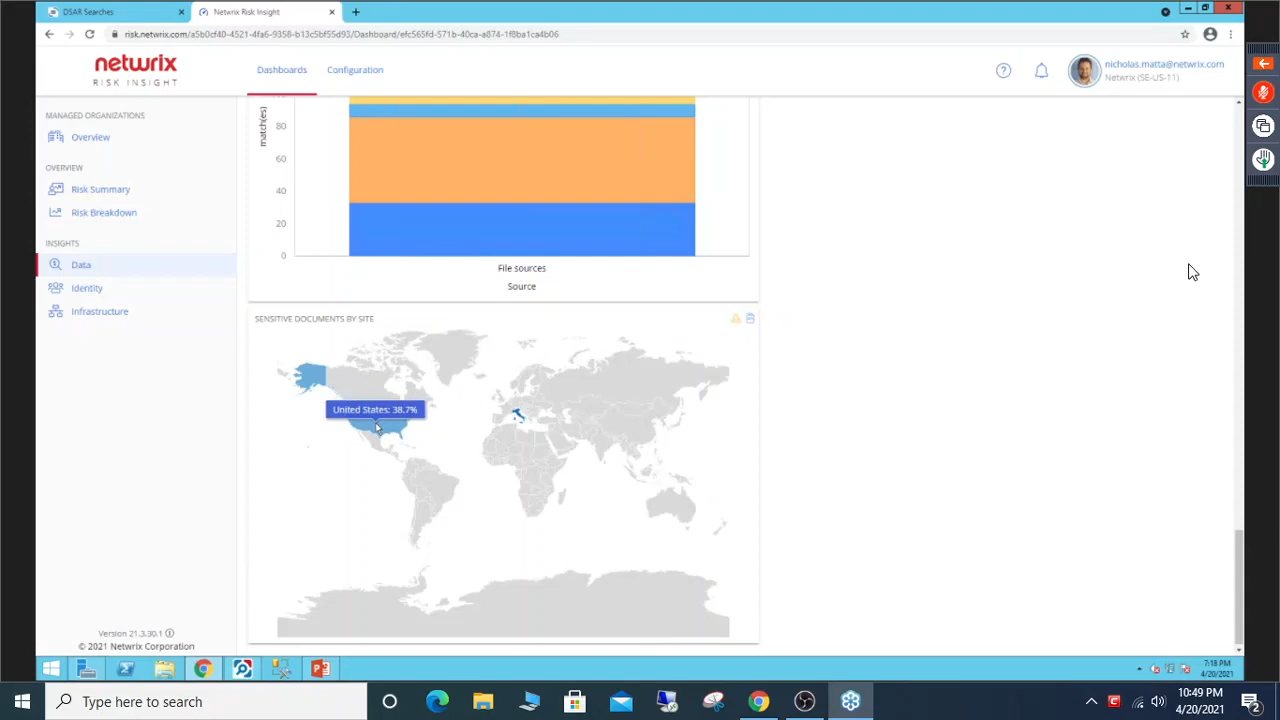 DSAR Searches
Netwrix Risk Insight
risk.netwrix.com/a5b0cf40-4521-4fa6-9358-b13c5bf55d93/Dashboard/efc565fd-571b-40ca-a874-1f8ba1ca4b06
netwrix
RISK INSIGHT
Dashboards
Configuration
nicholas.matta@netwrix.com
Netwrix (SE-US-11)
MANAGED ORGANIZATIONS
Overview
OVERVIEW
Risk Summary
Risk Breakdown
INSIGHTS
Data
Identity
Infrastructure
match(es)
80
60
40
20
0
File sources
Source
SENSITIVE DOCUMENTS BY SITE
United States: 38.7%
Version 21.3.30.1
© 2021 Netwrix Corporation
7:18 PM
4/20/2021
Type here to search
10:49 PM
4/20/2021
2